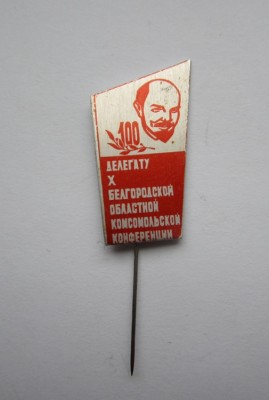 100
ДЕЛЕГАТУ
X
БЕЛГОРОДСКОЙ
ОБЛАСТНОЙ
КОМСОМОЛЬСКОЙ
КОНФЕРЕНЦИИ